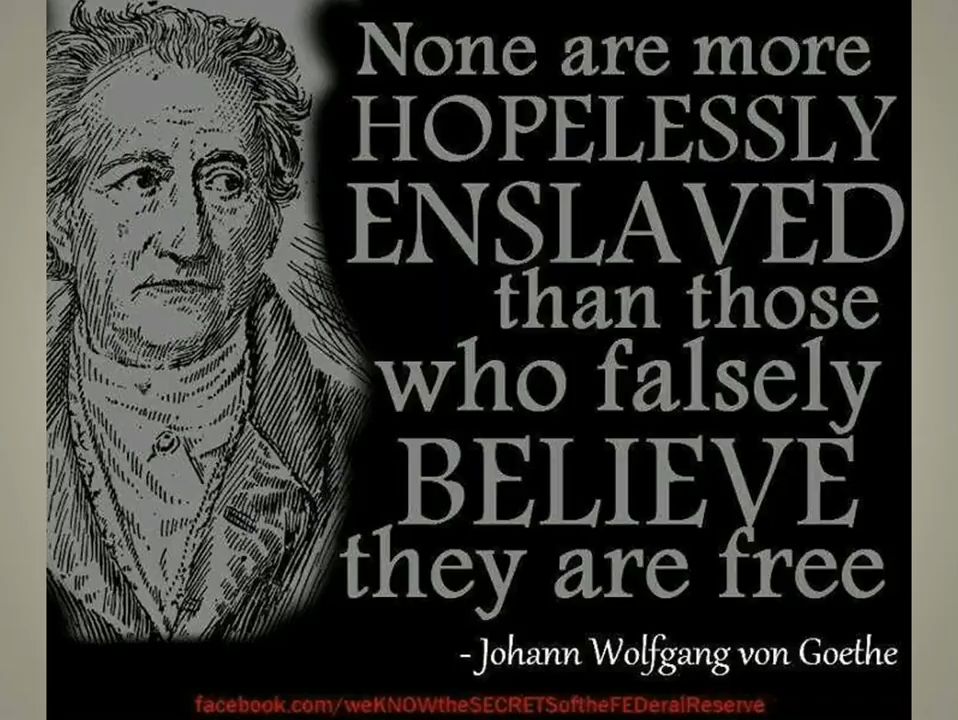 None are more
HOPELESSLY
ENSLAVED
than those
who falsely
BELIEVE
they are free
- Johann Wolfgang von Goethe
facebook.com/weKNOWtheSECRETSoftheFEDeralReserve